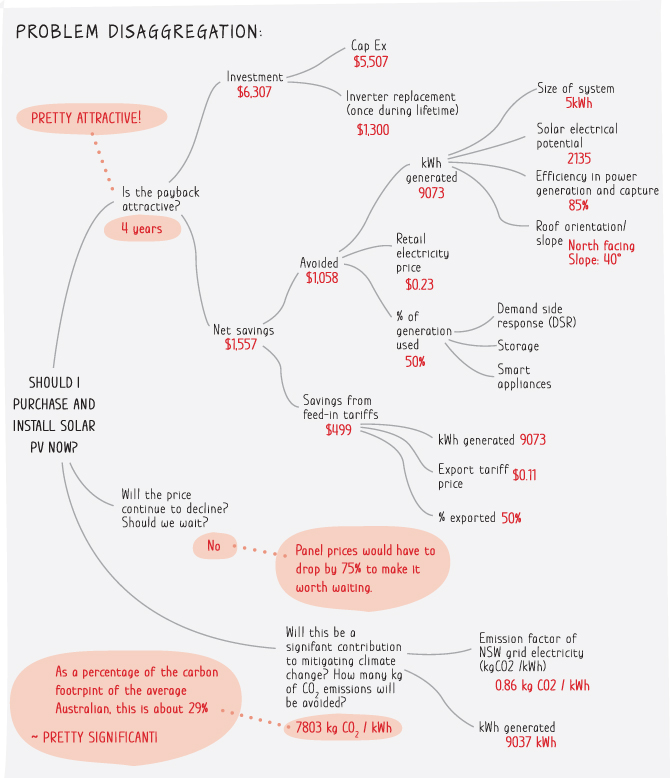 PROBLEM DISAGGREGATION:
Cap Ex
$5,507
Investment
$6,307
Inverter replacement
(once during lifetime)
$1,300
Size of system
5kWh
Solar electrical
potential
2135
Efficiency in power
generation and capture
85%
Roof orientation/
slope
North facing
Slope: 40°
kWh
generated
9073
PRETTY ATTRACTIVE!
Is the payback
attractive?
4 years
Avoided
$1,058
Retail
electricity
price
$0.23
% of
generation
used
50%
Demand side
response (DSR)
Storage
Smart
appliances
Net savings
$1,557
Savings from
feed-in tariffs
$499
kWh generated 9073
Export tariff
price
$0.11
% exported 50%
SHOULD I
PURCHASE AND
INSTALL SOLAR
PV NOW?
Will the price
continue to decline?
Should we wait?
No
Panel prices would have to
drop by 75% to make it
worth waiting.
Will this be a
signifant contribution
to mitigating climate
change? How many kg
of CO₂ emissions will
be avoided?
7803 kg CO₂ / kWh
Emission factor of
NSW grid electricity
(kgCO2 /kWh)
0.86 kg CO2 / kWh
kWh generated
9037 kWh
As a percentage of the carbon
footrpint of the average
Australian, this is about 29%
~ PRETTY SIGNIFICANT!